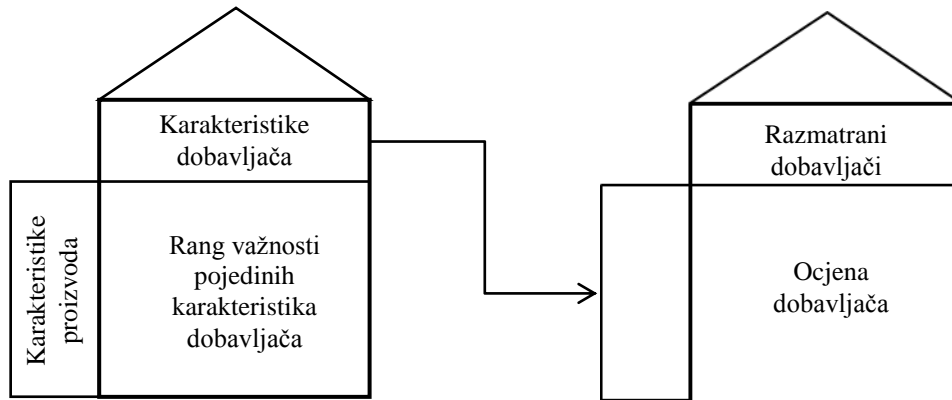 Karakteristike
dobavljača
Karakteristike
proizvoda
Rang važnosti
pojedinih
karakteristika
dobavljača
Razmatrani
dobavljači
Ocjena
dobavljača